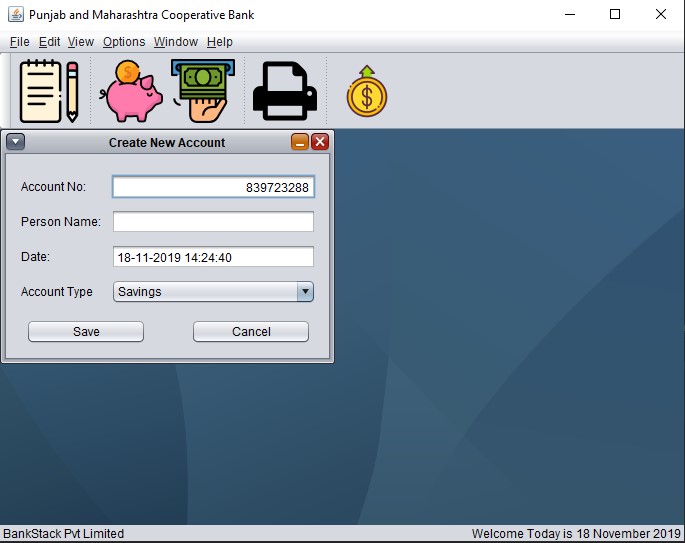 Punjab and Maharashtra Cooperative Bank
File Edit View Options Window Help
Create New Account
Account No: 839723288
Person Name:
Date: 18-11-2019 14:24:40
Account Type Savings
Save Cancel
BankStack Pvt Limited Welcome Today is 18 November 2019